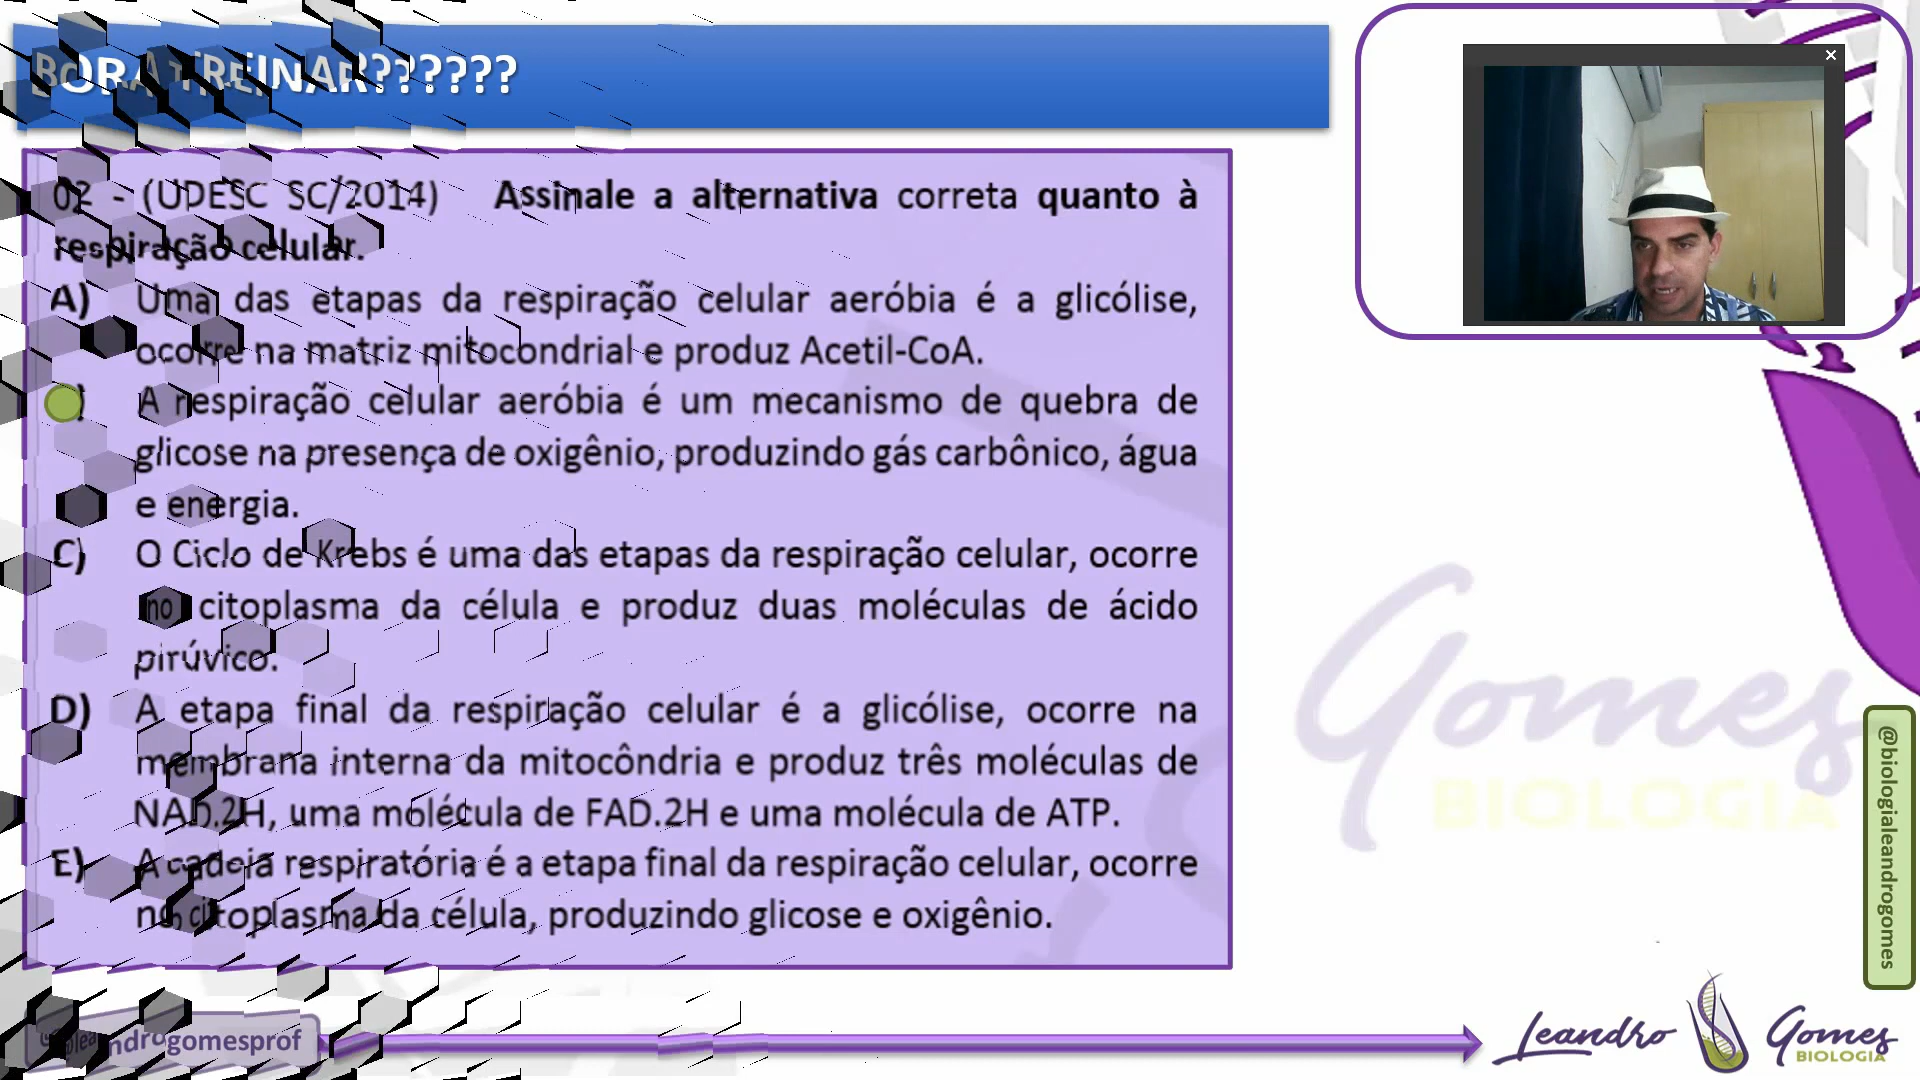 BORA TREINAR??????
02 - (UDESC SC/2014) Assinale a alternativa correta quanto à
respiração celular.
A) Uma das etapas da respiração celular aeróbia é a glicólise,
ocorre na matriz mitocondrial e produz Acetil-CoA.
) A respiração celular aeróbia é um mecanismo de quebra de
glicose na presença de oxigênio, produzindo gás carbônico, água
e energia.
C) O Ciclo de Krebs é uma das etapas da respiração celular, ocorre
no citoplasma da célula e produz duas moléculas de ácido
pirúvico.
D) A etapa final da respiração celular é a glicólise, ocorre na
membrana interna da mitocôndria e produz três moléculas de
NAD.2H, uma molécula de FAD.2H e uma molécula de ATP.
E) A cadeia respiratória é a etapa final da respiração celular, ocorre
no citoplasma da célula, produzindo glicose e oxigênio.
Gomes
BIOLOGIA
@biologialeandrogomes
@leandrogomesprof
Leandro Gomes
BIOLOGIA